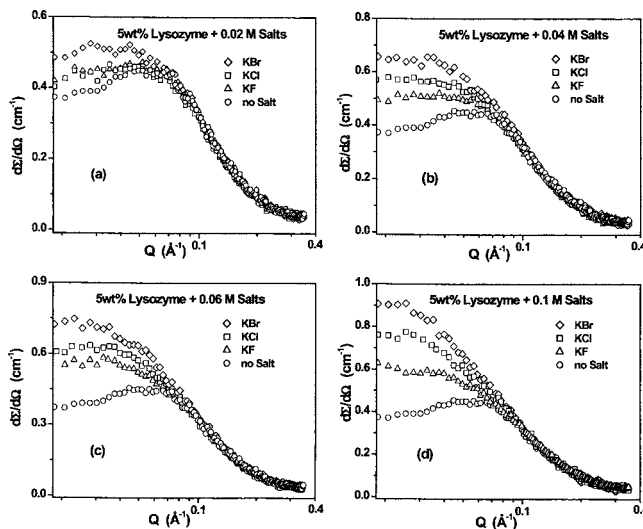 5wt% Lysozyme + 0.02 M Salts
KBr
KCl
KF
no Salt
(a)
dΣ/dΩ (cm⁻¹)
0.6
0.4
0.2
0.0
0.1
0.4
Q (Å⁻¹)
5wt% Lysozyme + 0.04 M Salts
KBr
KCl
KF
no Salt
(b)
dΣ/dΩ (cm⁻¹)
0.8
0.6
0.4
0.2
0.0
0.1
0.4
Q (Å⁻¹)
5wt% Lysozyme + 0.06 M Salts
KBr
KCl
KF
no Salt
(c)
dΣ/dΩ (cm⁻¹)
0.9
0.6
0.3
0.0
0.1
0.4
Q (Å⁻¹)
5wt% Lysozyme + 0.1 M Salts
KBr
KCl
KF
no Salt
(d)
dΣ/dΩ (cm⁻¹)
1.0
0.8
0.6
0.4
0.2
0.0
0.1
0.4
Q (Å⁻¹)